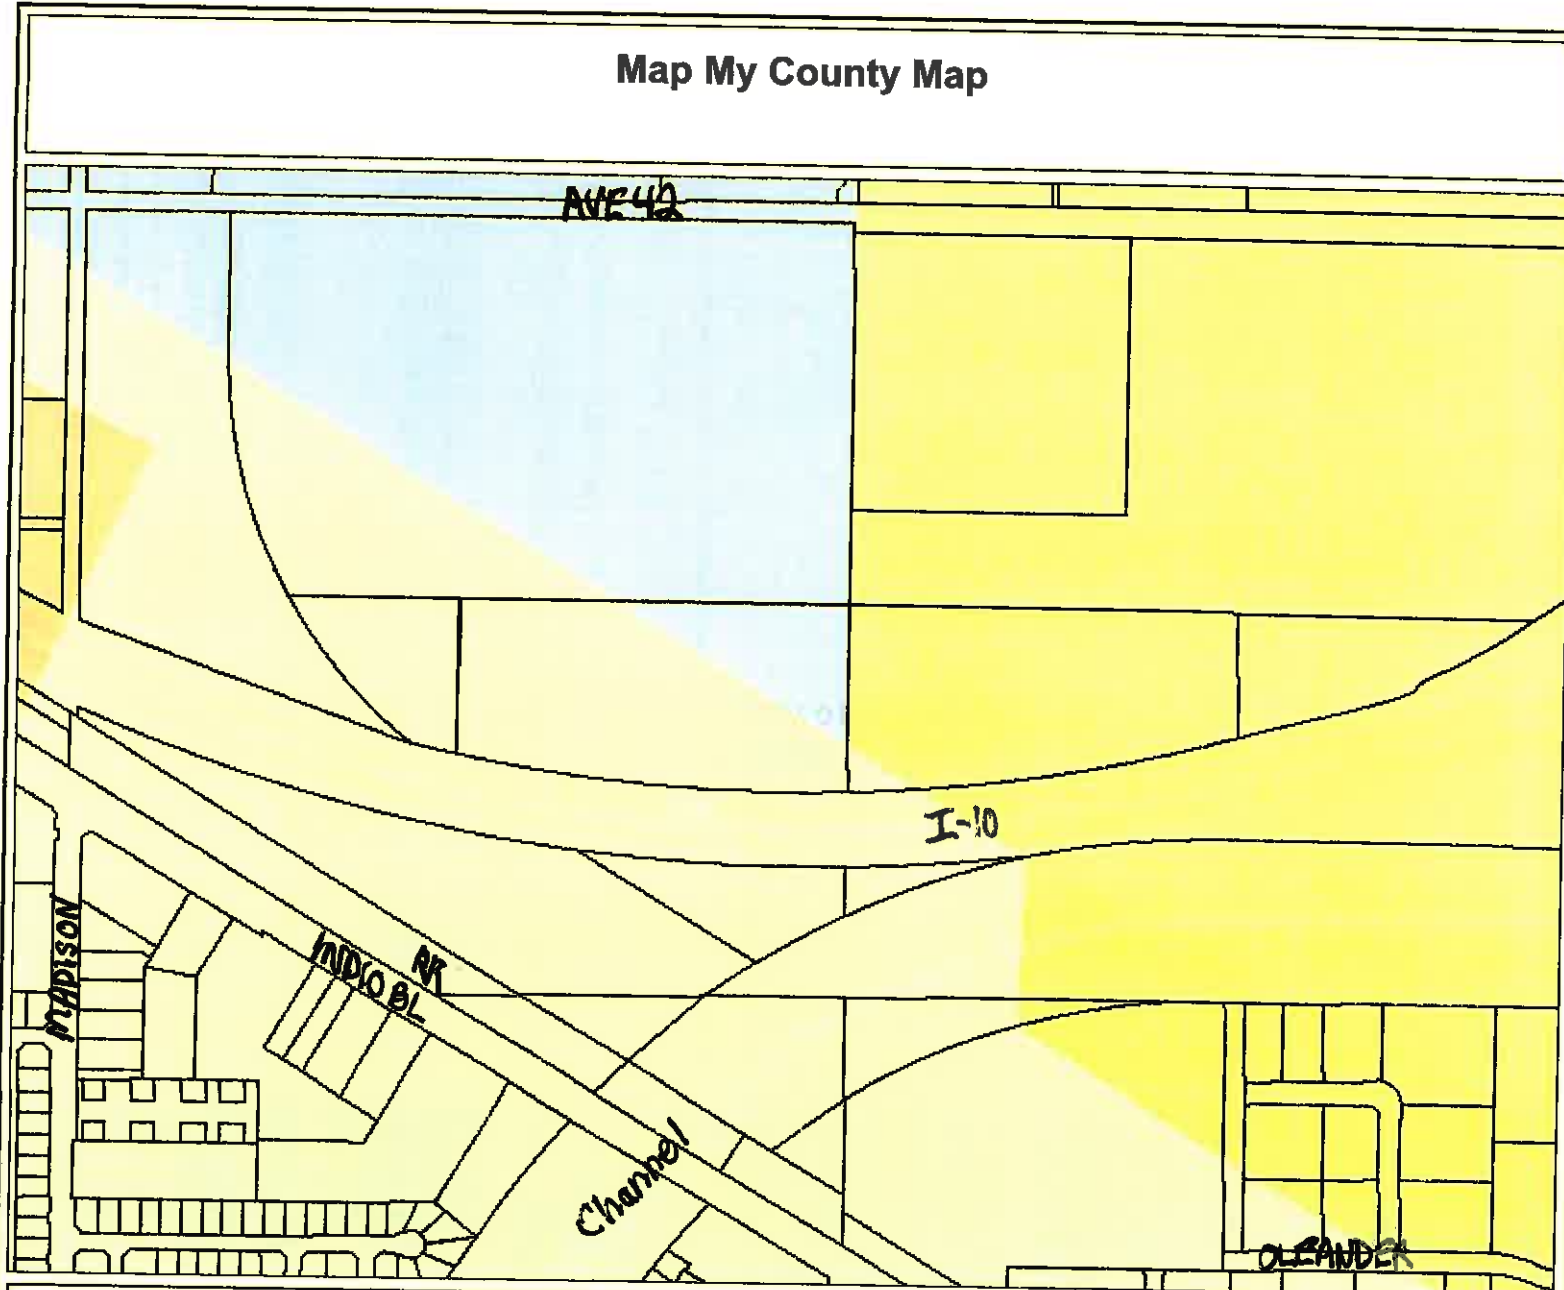 Map My County Map
AVE 42
I-10
MADISON
RR
INDIO BL
Channel
OLEANDER